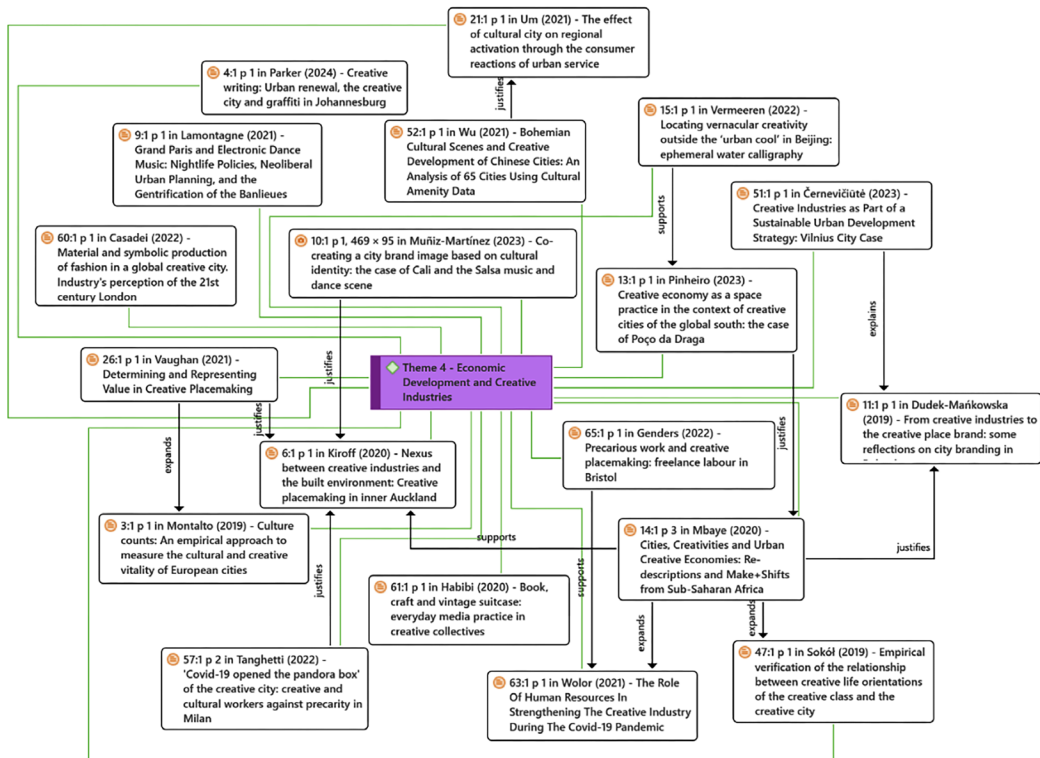 21:1 p 1 in Um (2021) - The effect
of cultural city on regional
activation through the consumer
reactions of urban service
justifies
4:1 p 1 in Parker (2024) - Creative
writing: Urban renewal, the creative
city and graffiti in Johannesburg
9:1 p 1 in Lamontagne (2021) -
Grand Paris and Electronic Dance
Music: Nightlife Policies, Neoliberal
Urban Planning, and the
Gentrification of the Banlieues
52:1 p 1 in Wu (2021) - Bohemian
Cultural Scenes and Creative
Development of Chinese Cities: An
Analysis of 65 Cities Using Cultural
Amenity Data
15:1 p 1 in Vermeeren (2022) -
Locating vernacular creativity
outside the 'urban cool' in Beijing:
ephemeral water calligraphy
supports
51:1 p 1 in Černevičiūtė (2023) -
Creative Industries as Part of a
Sustainable Urban Development
Strategy: Vilnius City Case
explains
60:1 p 1 in Casadei (2022) -
Material and symbolic production
of fashion in a global creative city.
Industry's perception of the 21st
century London
10:1 p 1, 469 × 95 in Muñiz-Martínez (2023) - Co-
creating a city brand image based on cultural
identity: the case of Cali and the Salsa music and
dance scene
justifies
13:1 p 1 in Pinheiro (2023) -
Creative economy as a space
practice in the context of creative
cities of the global south: the case
of Poço da Draga
justifies
26:1 p 1 in Vaughan (2021) -
Determining and Representing
Value in Creative Placemaking
justifies
expands
Theme 4 - Economic
Development and Creative
Industries
11:1 p 1 in Dudek-Mańkowska
(2019) - From creative industries to
the creative place brand: some
reflections on city branding in
6:1 p 1 in Kiroff (2020) - Nexus
between creative industries and
the built environment: Creative
placemaking in inner Auckland
65:1 p 1 in Genders (2022) -
Precarious work and creative
placemaking: freelance labour in
Bristol
3:1 p 1 in Montalto (2019) - Culture
counts: An empirical approach to
measure the cultural and creative
vitality of European cities
justifies
supports
14:1 p 3 in Mbaye (2020) -
Cities, Creativities and Urban
Creative Economies: Re-
descriptions and Make+Shifts
from Sub-Saharan Africa
justifies
61:1 p 1 in Habibi (2020) - Book,
craft and vintage suitcase:
everyday media practice in
creative collectives
supports
expands
expands
57:1 p 2 in Tanghetti (2022) -
'Covid-19 opened the pandora box'
of the creative city: creative and
cultural workers against precarity in
Milan
63:1 p 1 in Wolor (2021) - The Role
Of Human Resources In
Strengthening The Creative Industry
During The Covid-19 Pandemic
47:1 p 1 in Sokół (2019) - Empirical
verification of the relationship
between creative life orientations
of the creative class and the
creative city